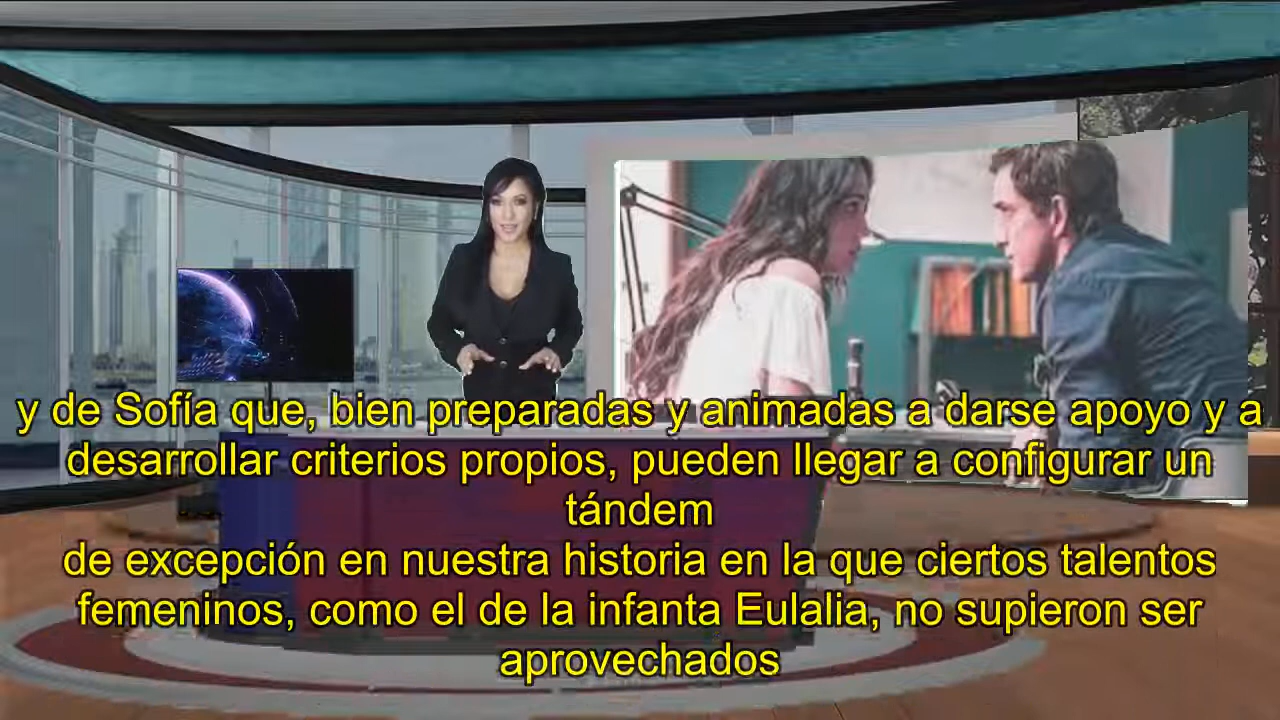 y de Sofía que, bien preparadas y animadas a darse apoyo y a
desarrollar criterios propios, pueden llegar a configurar un
tándem
de excepción en nuestra historia en la que ciertos talentos
femeninos, como el de la infanta Eulalia, no supieron ser
aprovechados